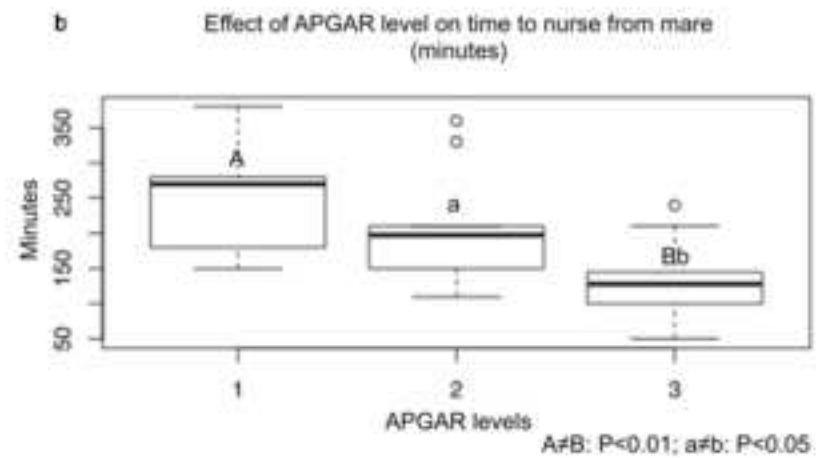 b
Effect of APGAR level on time to nurse from mare
(minutes)
Minutes
350
250
150
50
A
a
Bb
1 2 3
APGAR levels
A≠B: P<0.01; a≠b: P<0.05